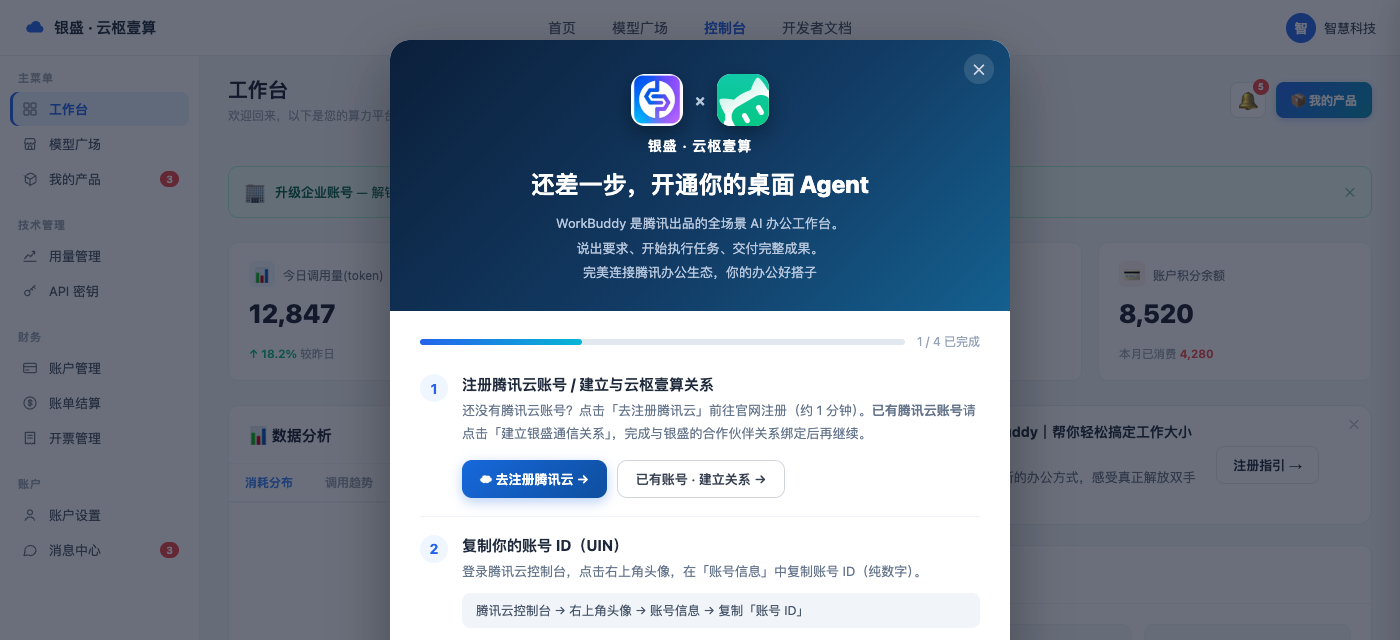 银盛 · 云枢壹算
首页
模型广场
控制台
开发者文档
智
智慧科技
主菜单
工作台
模型广场
我的产品
3
技术管理
用量管理
API 密钥
财务
账户管理
账单结算
开票管理
账户
账户设置
消息中心
3
工作台
欢迎回来，以下是您的算力平台
5
我的产品
升级企业账号 — 解
今日调用量(token)
12,847
↑ 18.2% 较昨日
账户积分余额
8,520
本月已消费 4,280
数据分析
消耗分布
调用趋势
ddy｜帮你轻松搞定工作大小
的办公方式，感受真正解放双手
注册指引 →
×
银盛 · 云枢壹算
还差一步，开通你的桌面 Agent
WorkBuddy 是腾讯出品的全场景 AI 办公工作台。
说出要求、开始执行任务、交付完整成果。
完美连接腾讯办公生态，你的办公好搭子
1 / 4 已完成
1
注册腾讯云账号 / 建立与云枢壹算关系
还没有腾讯云账号？点击「去注册腾讯云」前往官网注册（约 1 分钟）。已有腾讯云账号请
点击「建立银盛通信关系」，完成与银盛的合作伙伴关系绑定后再继续。
去注册腾讯云 →
已有账号 · 建立关系 →
2
复制你的账号 ID（UIN）
登录腾讯云控制台，点击右上角头像，在「账号信息」中复制账号 ID（纯数字）。
腾讯云控制台 → 右上角头像 → 账号信息 → 复制「账号 ID」